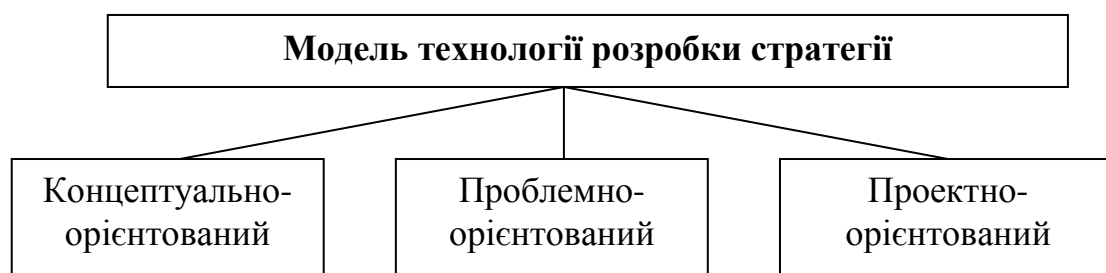 Модель технології розробки стратегії
Концептуально-
орієнтований
Проблемно-
орієнтований
Проектно-
орієнтований